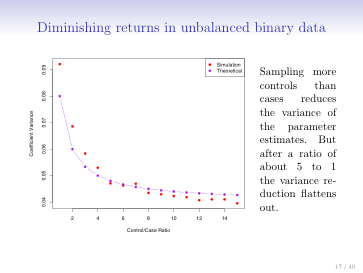 Diminishing returns in unbalanced binary data
Simulation
Theoretical
Coefficient Variance
0.09
0.08
0.07
0.06
0.05
0.04
2 4 6 8 10 12 14
Control/Case Ratio
Sampling more
controls than
cases reduces
the variance of
the parameter
estimates. But
after a ratio of
about 5 to 1
the variance re-
duction flattens
out.
17 / 40